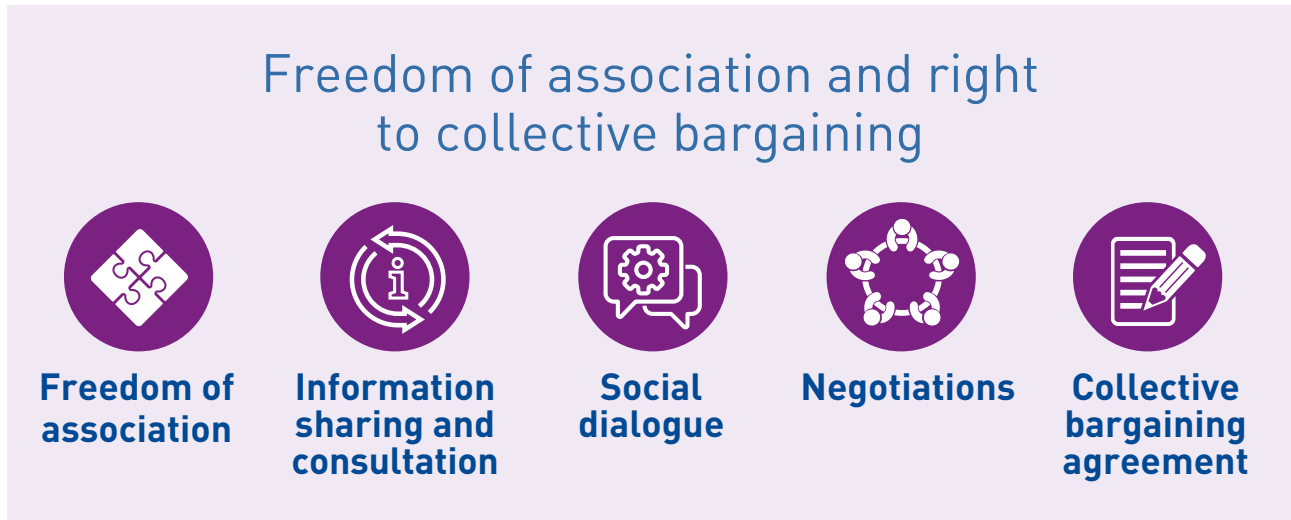 Freedom of association and right
to collective bargaining
Freedom of
association
Information
sharing and
consultation
Social
dialogue
Negotiations
Collective
bargaining
agreement